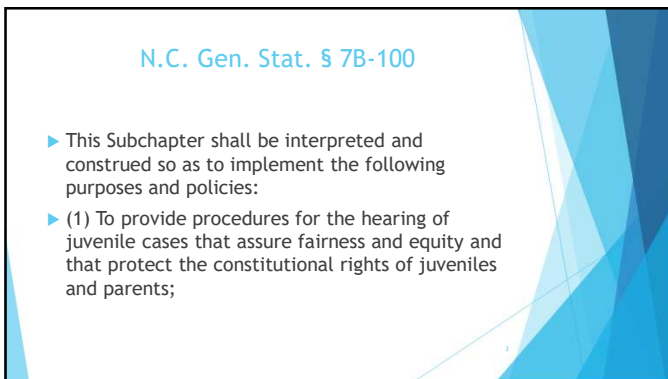 N.C. Gen. Stat. § 7B-100
▶ This Subchapter shall be interpreted and
construed so as to implement the following
purposes and policies:
▶ (1) To provide procedures for the hearing of
juvenile cases that assure fairness and equity and
that protect the constitutional rights of juveniles
and parents;
3